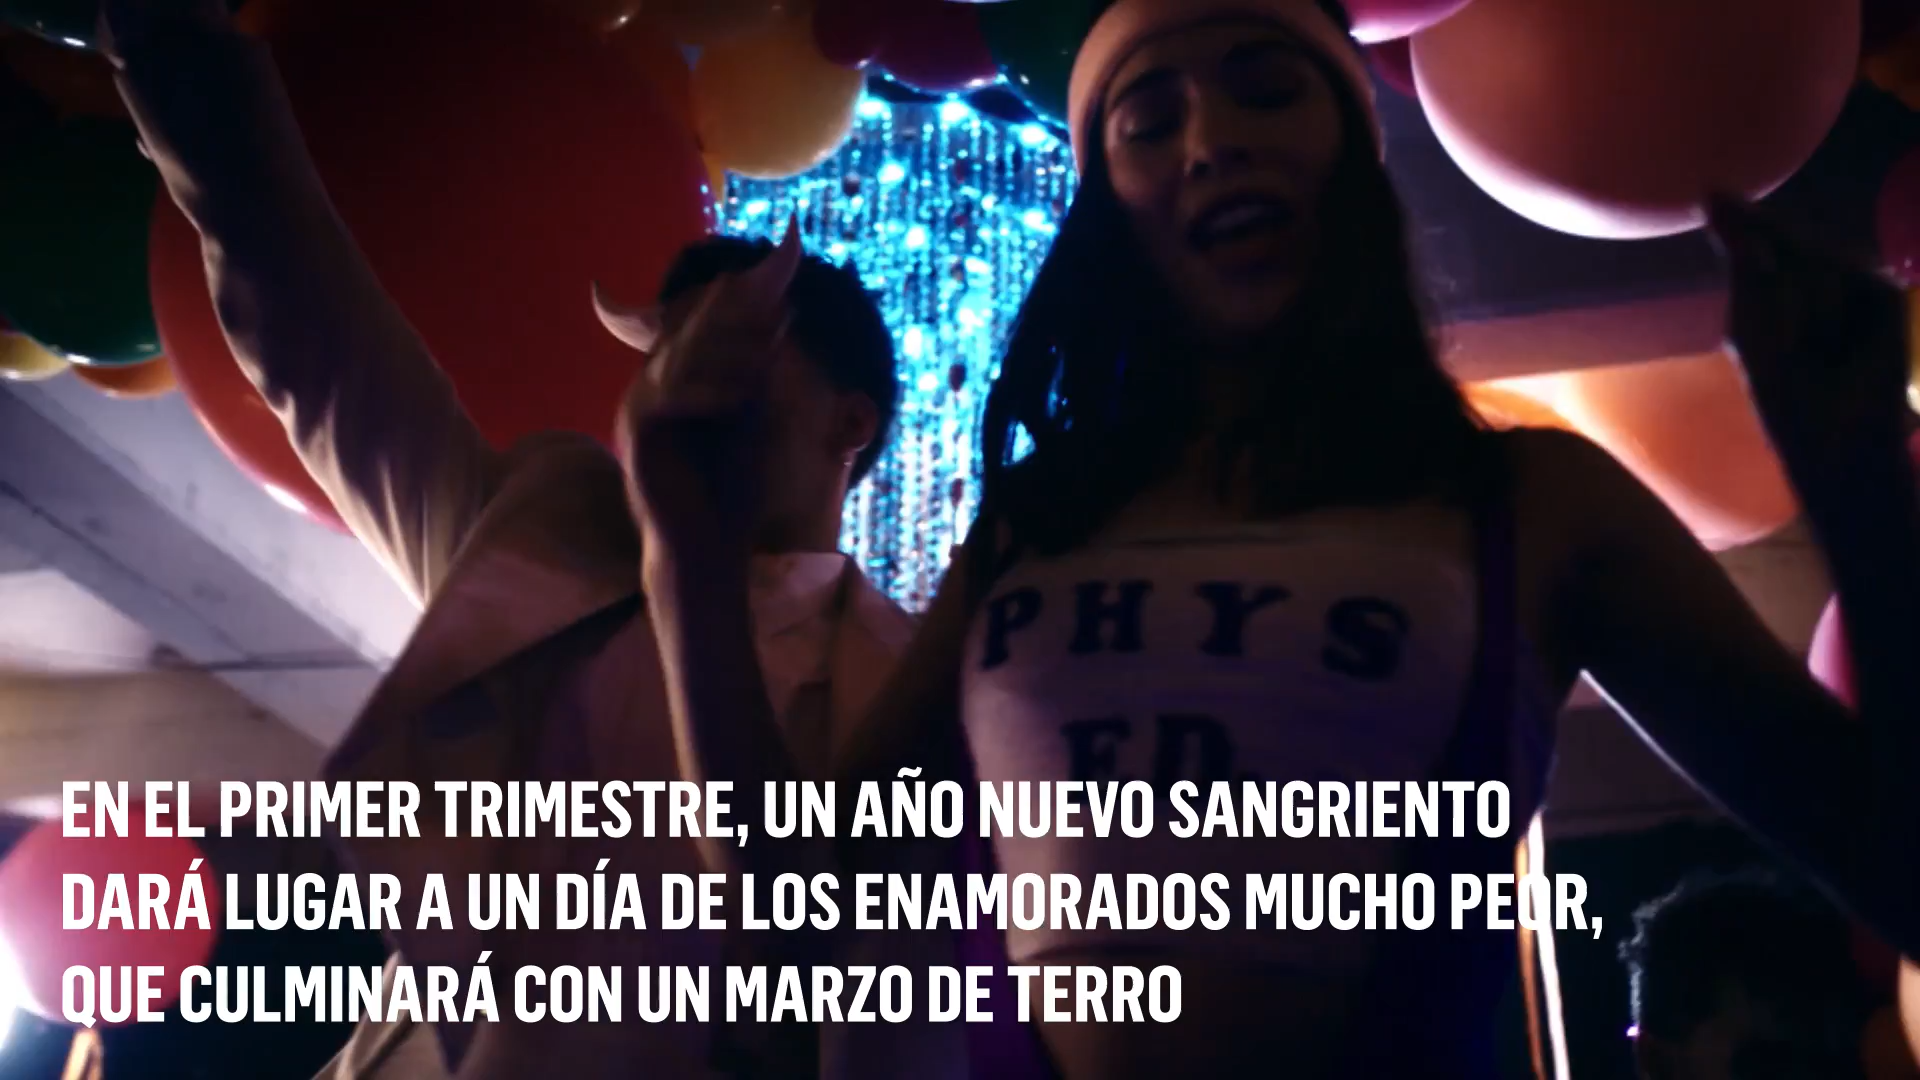 PHYS
ED.
EN EL PRIMER TRIMESTRE, UN AÑO NUEVO SANGRIENTO
DARÁ LUGAR A UN DÍA DE LOS ENAMORADOS MUCHO PEOR,
QUE CULMINARÁ CON UN MARZO DE TERRO